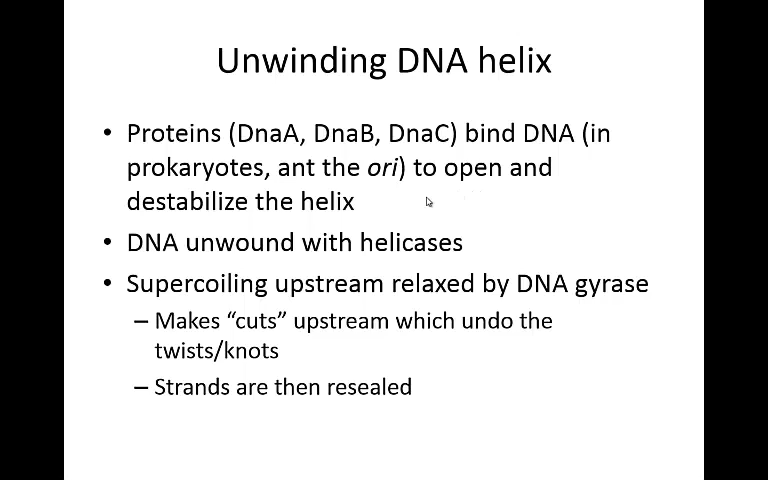 Unwinding DNA helix
• Proteins (DnaA, DnaB, DnaC) bind DNA (in
prokaryotes, ant the ori) to open and
destabilize the helix
• DNA unwound with helicases
• Supercoiling upstream relaxed by DNA gyrase
– Makes “cuts” upstream which undo the
twists/knots
– Strands are then resealed